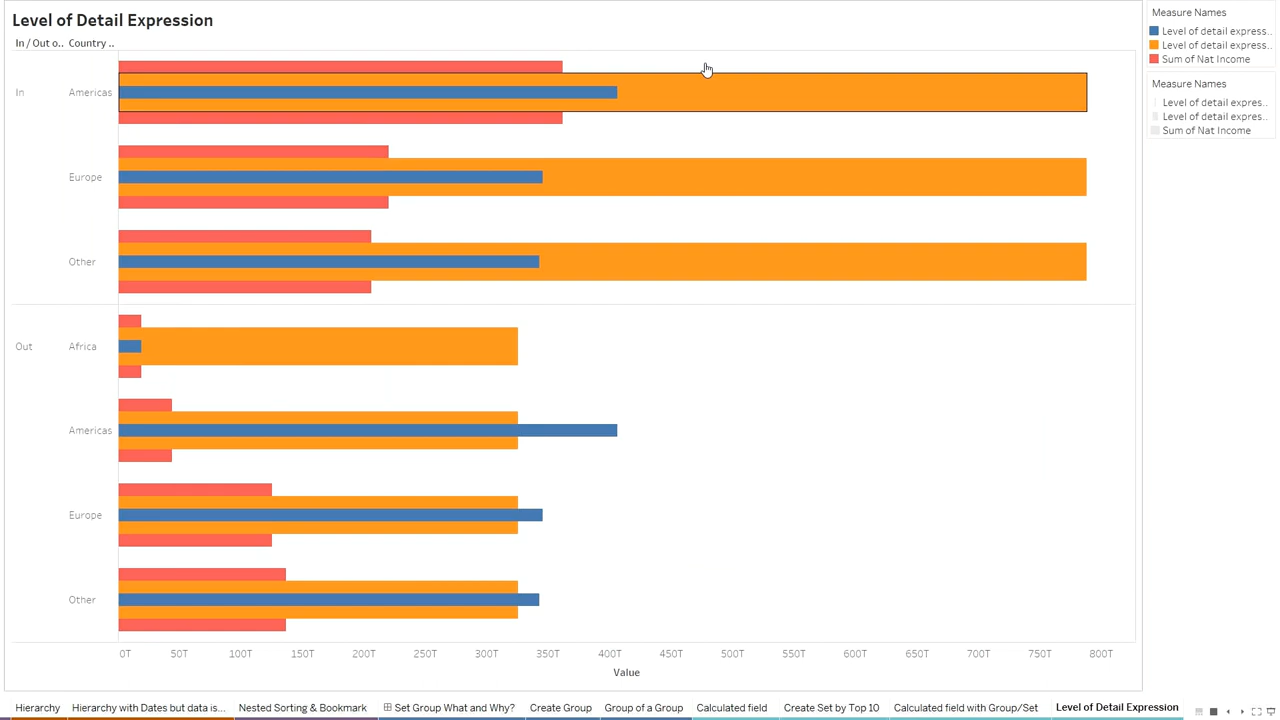 Level of Detail Expression
In / Out o.. Country ..
In Americas
Europe
Other
Out Africa
Americas
Europe
Other
0T 50T 100T 150T 200T 250T 300T 350T 400T 450T 500T 550T 600T 650T 700T 750T 800T
Value
Measure Names
Level of detail express..
Level of detail express..
Sum of Nat Income
Measure Names
Level of detail expres..
Level of detail expres..
Sum of Nat Income
Hierarchy Hierarchy with Dates but data is... Nested Sorting & Bookmark Set Group What and Why? Create Group Group of a Group Calculated field Create Set by Top 10 Calculated field with Group/Set Level of Detail Expression